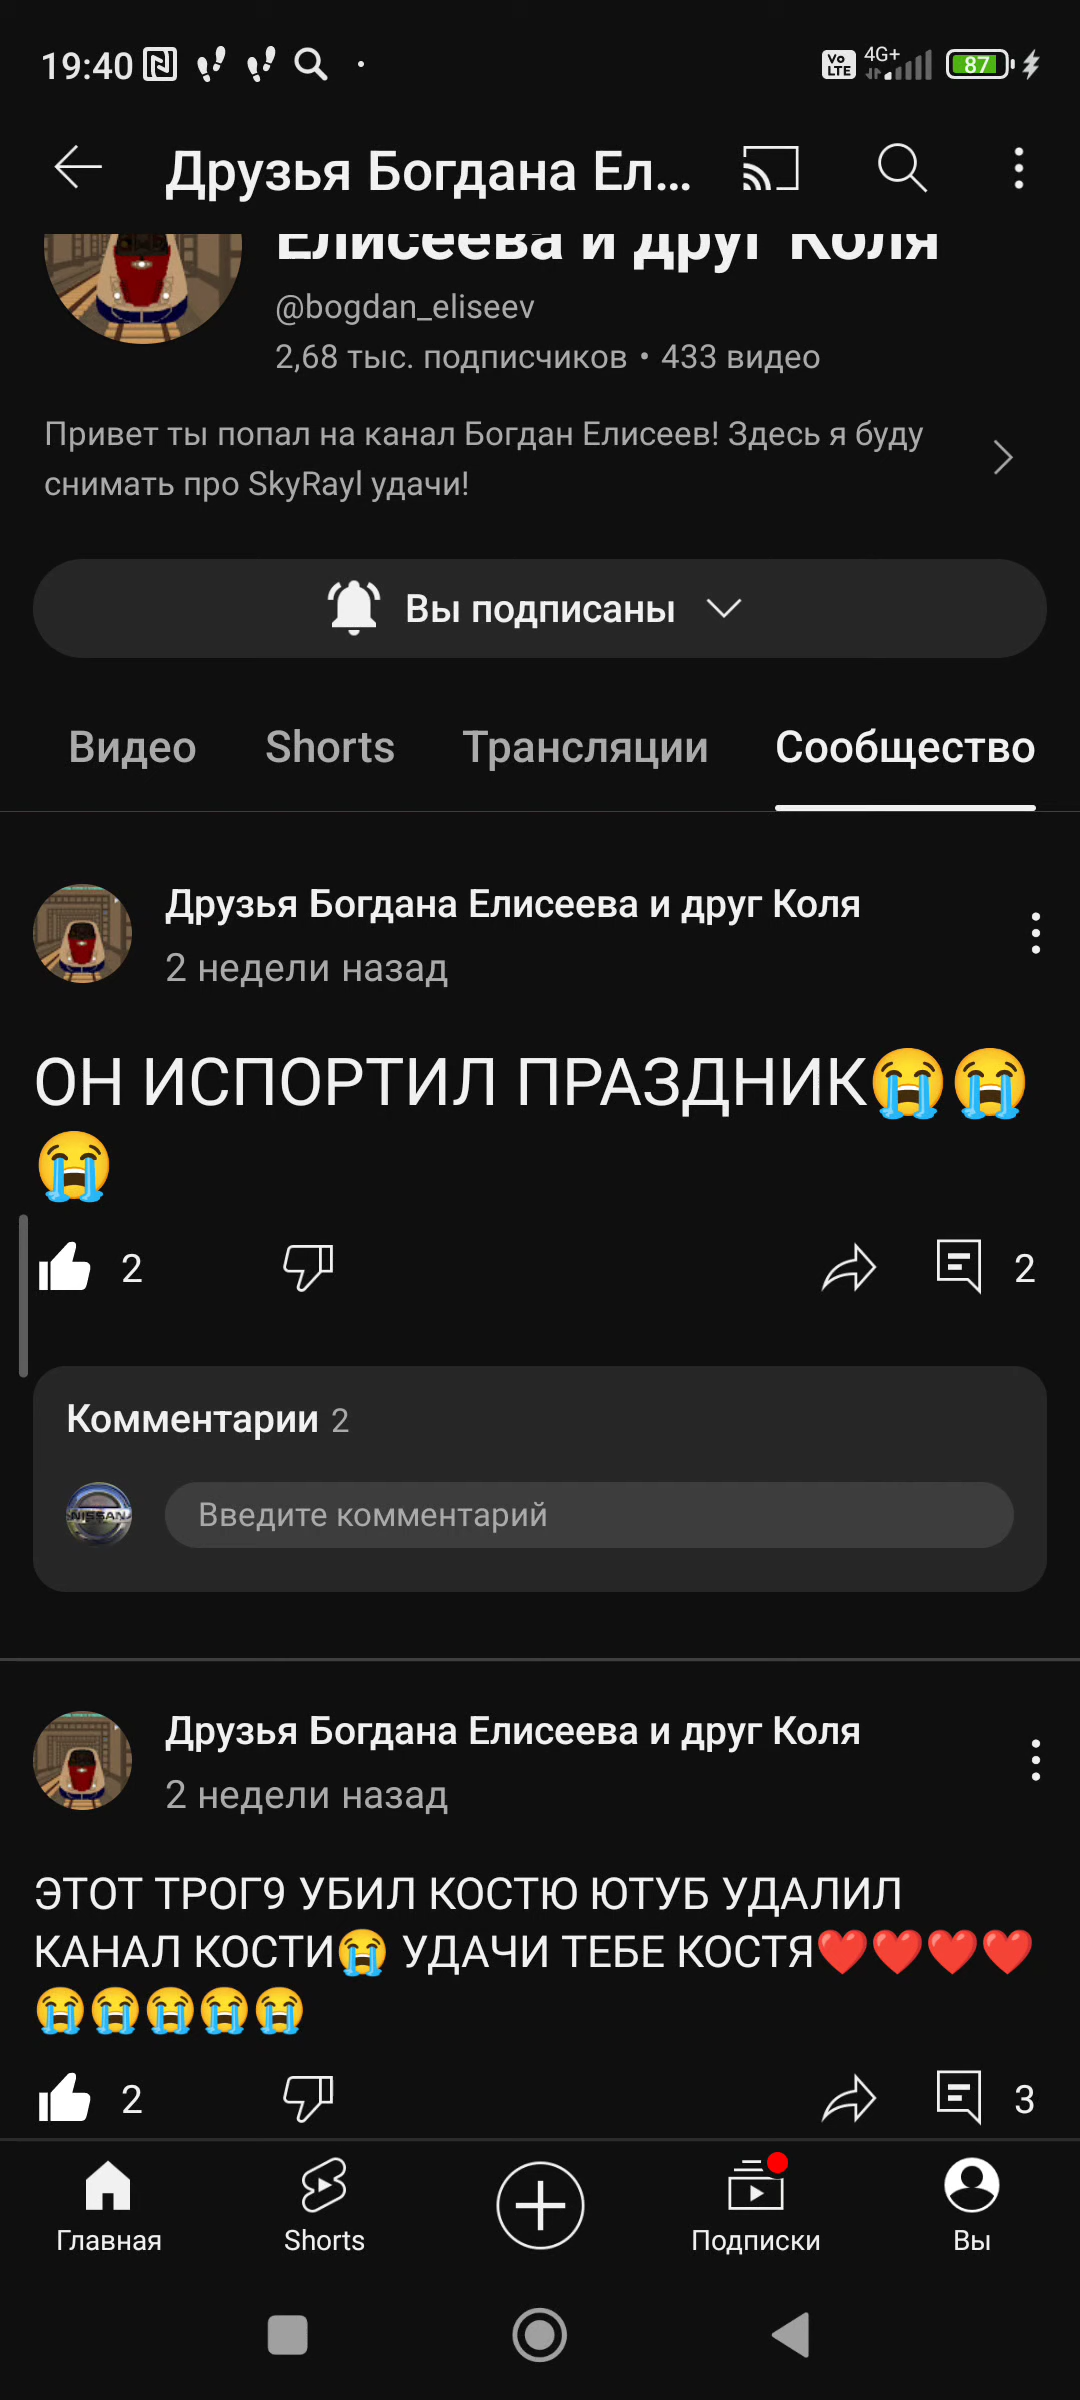 19:40
Vo LTE 4G+ 87
Друзья Богдана Ел...
Елисеева и друг Коля
@bogdan_eliseev
2,68 тыс. подписчиков • 433 видео
Привет ты попал на канал Богдан Елисеев! Здесь я буду
снимать про SkyRayl удачи!
Вы подписаны
Видео Shorts Трансляции Сообщество
Друзья Богдана Елисеева и друг Коля
2 недели назад
ОН ИСПОРТИЛ ПРАЗДНИК😭😭
😭
2 2
Комментарии 2
NISSAN
Введите комментарий
Друзья Богдана Елисеева и друг Коля
2 недели назад
ЭТОТ ТРОГ9 УБИЛ КОСТЮ ЮТУБ УДАЛИЛ
КАНАЛ КОСТИ😭 УДАЧИ ТЕБЕ КОСТЯ❤️❤️❤️❤️
😭😭😭😭😭
2 3
Главная Shorts Подписки Вы